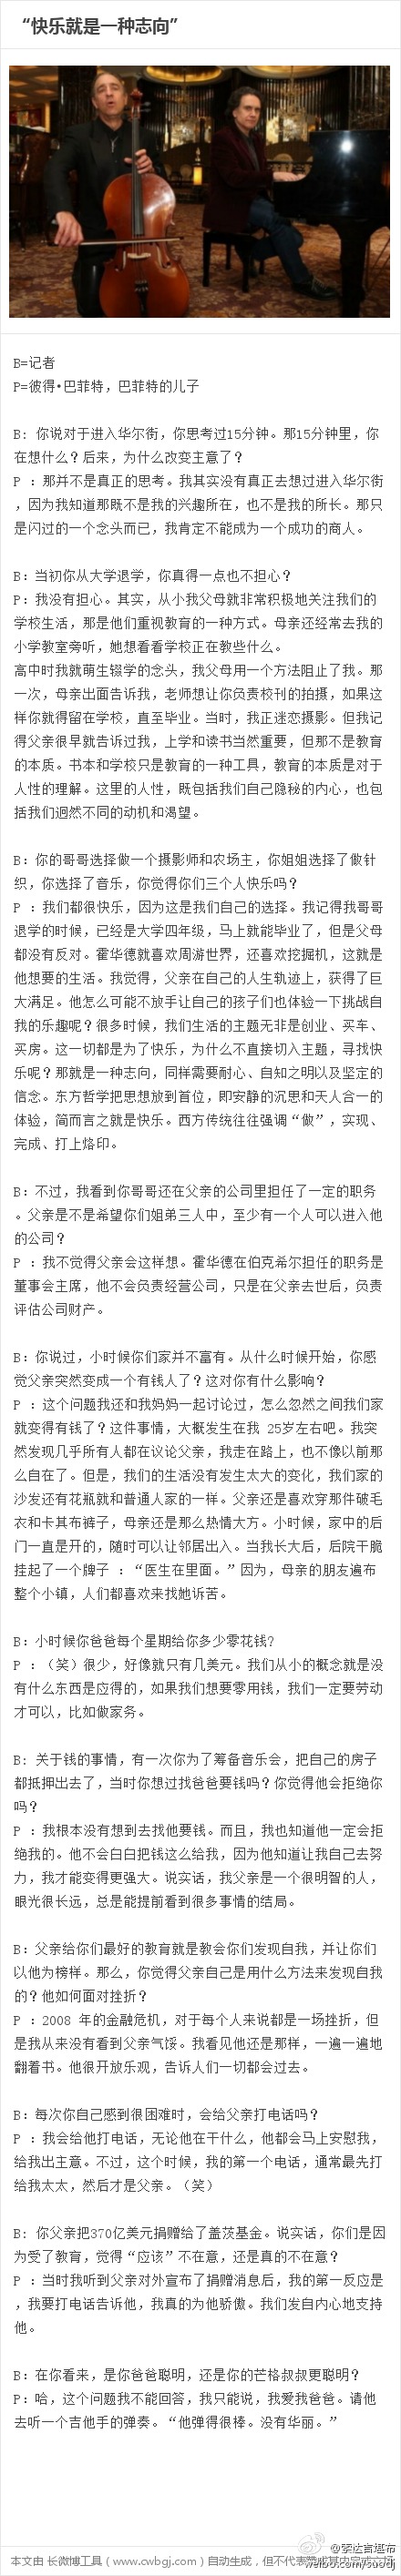 “快乐就是一种志向”
B=记者
P=彼得•巴菲特，巴菲特的儿子
B: 你说对于进入华尔街，你思考过15分钟。那15分钟里，你
在想什么？后来，为什么改变主意了？
P ：那并不是真正的思考。我其实没有真正去想过进入华尔街
，因为我知道那既不是我的兴趣所在，也不是我的所长。那只
是闪过的一个念头而已，我肯定不能成为一个成功的商人。
B：当初你从大学退学，你真得一点也不担心？
P：我没有担心。其实，从小我父母就非常积极地关注我们的
学校生活，那是他们重视教育的一种方式。母亲还经常去我的
小学教室旁听，她想看看学校正在教些什么。
高中时我就萌生辍学的念头，我父母用一个方法阻止了我。那
一次，母亲出面告诉我，老师想让你负责校刊的拍摄，如果这
样你就得留在学校，直至毕业。当时，我正迷恋摄影。但我记
得父亲很早就告诉过我，上学和读书当然重要，但那不是教育
的本质。书本和学校只是教育的一种工具，教育的本质是对于
人性的理解。这里的人性，既包括我们自己隐秘的内心，也包
括我们迥然不同的动机和渴望。
B：你的哥哥选择做一个摄影师和农场主，你姐姐选择了做针
织，你选择了音乐，你觉得你们三个人快乐吗？
P ：我们都很快乐，因为这是我们自己的选择。我记得我哥哥
退学的时候，已经是大学四年级，马上就能毕业了，但是父母
都没有反对。霍华德就喜欢周游世界，还喜欢挖掘机，这就是
他想要的生活。我觉得，父亲在自己的人生轨迹上，获得了巨
大满足。他怎么可能不放手让自己的孩子们也体验一下挑战自
我的乐趣呢？很多时候，我们生活的主题无非是创业、买车、
买房。这一切都是为了快乐，为什么不直接切入主题，寻找快
乐呢？那就是一种志向，同样需要耐心、自知之明以及坚定的
信念。东方哲学把思想放到首位，即安静的沉思和天人合一的
体验，简而言之就是快乐。西方传统往往强调“做”，实现、
完成、打上烙印。
B：不过，我看到你哥哥还在父亲的公司里担任了一定的职务
。父亲是不是希望你们姐弟三人中，至少有一个人可以进入他
的公司？
P ：我不觉得父亲会这样想。霍华德在伯克希尔担任的职务是
董事会主席，他不会负责经营公司，只是在父亲去世后，负责
评估公司财产。
B：你说过，小时候你们家并不富有。从什么时候开始，你感
觉父亲突然变成一个有钱人了？这对你有什么影响？
P ：这个问题我还和我妈妈一起讨论过，怎么忽然之间我们家
就变得有钱了？这件事情，大概发生在我 25岁左右吧。我突
然发现几乎所有人都在议论父亲，我走在路上，也不像以前那
么自在了。但是，我们的生活没有发生太大的变化，我们家的
沙发还有花瓶就和普通人家的一样。父亲还是喜欢穿那件破毛
衣和卡其布裤子，母亲还是那么热情大方。小时候，家中的后
门一直是开的，随时可以让邻居出入。当我长大后，后院干脆
挂起了一个牌子 ：“医生在里面。”因为，母亲的朋友遍布
整个小镇，人们都喜欢来找她诉苦。
B：小时候你爸爸每个星期给你多少零花钱?
P ：（笑）很少，好像就只有几美元。我们从小的概念就是没
有什么东西是应得的，如果我们想要零用钱，我们一定要劳动
才可以，比如做家务。
B: 关于钱的事情，有一次你为了筹备音乐会，把自己的房子
都抵押出去了，当时你想过找爸爸要钱吗？你觉得他会拒绝你
吗？
P ：我根本没有想到去找他要钱。而且，我也知道他一定会拒
绝我的。他不会白白把钱这么给我，因为他知道让我自己去努
力，我才能变得更强大。说实话，我父亲是一个很明智的人，
眼光很长远，总是能提前看到很多事情的结局。
B：父亲给你们最好的教育就是教会你们发现自我，并让你们
以他为榜样。那么，你觉得父亲自己是用什么方法来发现自我
的？他如何面对挫折？
P ：2008 年的金融危机，对于每个人来说都是一场挫折，但
是我从来没有看到父亲气馁。我看见他还是那样，一遍一遍地
翻着书。他很开放乐观，告诉人们一切都会过去。
B：每次你自己感到很困难时，会给父亲打电话吗？
P ：我会给他打电话，无论他在干什么，他都会马上安慰我，
给我出主意。不过，这个时候，我的第一个电话，通常最先打
给我太太，然后才是父亲。（笑）
B: 你父亲把370亿美元捐赠给了盖茨基金。说实话，你们是因
为受了教育，觉得“应该”不在意，还是真的不在意？
P ：当时我听到父亲对外宣布了捐赠消息后，我的第一反应是
，我要打电话告诉他，我真的为他骄傲。我们发自内心地支持
他。
B：在你看来，是你爸爸聪明，还是你的芒格叔叔更聪明？
P：哈，这个问题我不能回答，我只能说，我爱我爸爸。请他
去听一个吉他手的弹奏。“他弹得很棒。没有华丽。”
本文由 长微博工具（www.cwbgj.com）自动生成，但不代表
weibo.com/suodj